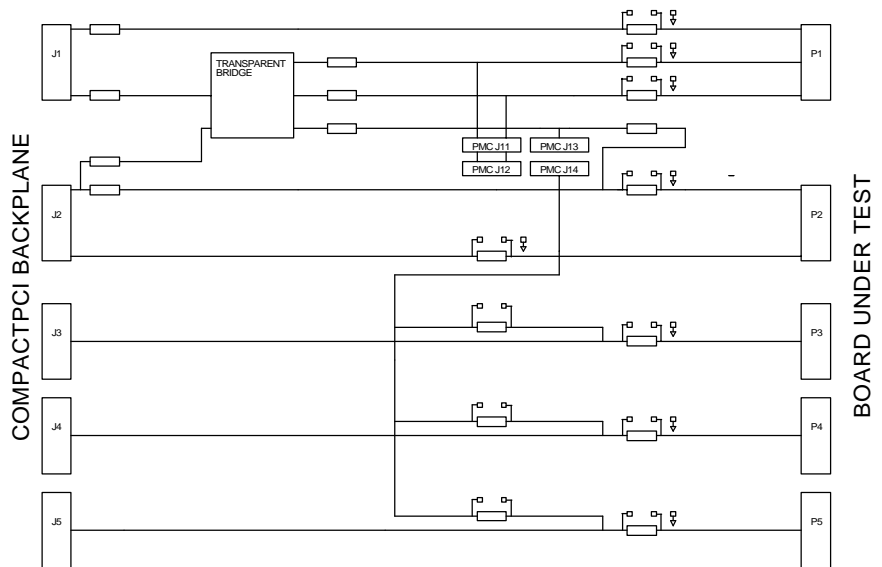 J1
TRANSPARENT
BRIDGE
P1
PMC J11
PMC J13
PMC J12
PMC J14
J2
P2
J3
P3
J4
P4
J5
P5
COMPACTPCI BACKPLANE
BOARD UNDER TEST